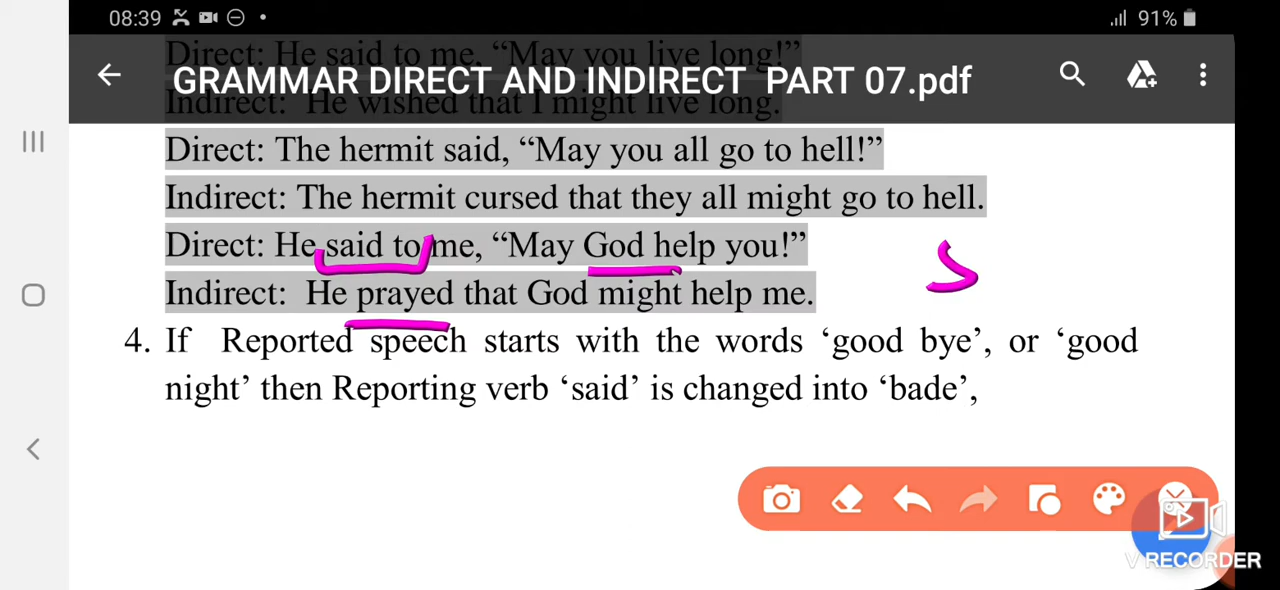 08:39
91%
Direct: He said to me, “May you live long!”
GRAMMAR DIRECT AND INDIRECT PART 07.pdf
Indirect: He wished that I might live long.
Direct: The hermit said, “May you all go to hell!”
Indirect: The hermit cursed that they all might go to hell.
Direct: He said to me, “May God help you!”
Indirect: He prayed that God might help me.
4. If Reported speech starts with the words ‘good bye’, or ‘good
night’ then Reporting verb ‘said’ is changed into ‘bade’,
V RECORDER